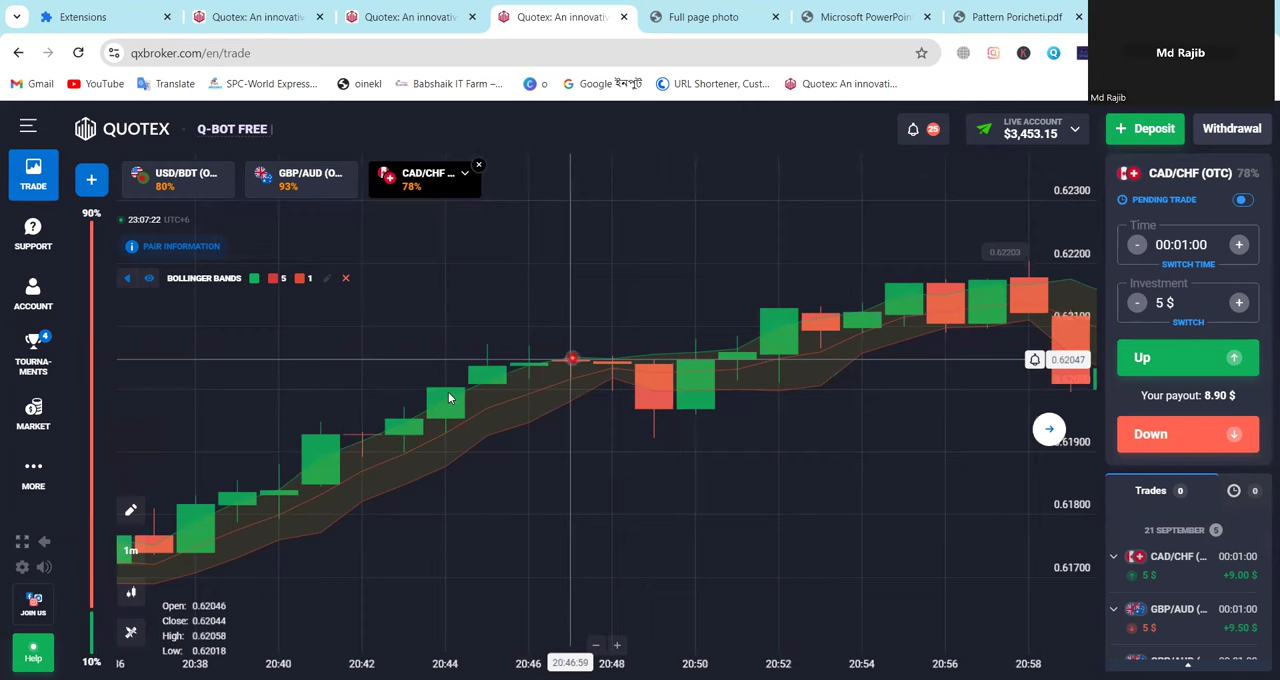 Extensions
Quotex: An innovativ
Quotex: An innovativ
Quotex: An innovativ
Full page photo
Microsoft PowerPoin
Pattern Poricheti.pdf
qxbroker.com/en/trade
Md Rajib
Md Rajib
Gmail
YouTube
Translate
SPC-World Express...
oinekl
Babshaik IT Farm –...
o
Google ইনপুট
URL Shortener, Cust...
Quotex: An innovati...
QUOTEX
Q-BOT FREE
25
LIVE ACCOUNT
$3,453.15
+ Deposit
Withdrawal
TRADE
SUPPORT
ACCOUNT
4
TOURNA-
MENTS
MARKET
MORE
JOIN US
Help
+
USD/BDT (O...
80%
GBP/AUD (O...
93%
CAD/CHF ...
78%
90%
10%
23:07:22 UTC+6
PAIR INFORMATION
BOLLINGER BANDS 5 1
0.62203
0.62300
0.62200
0.62047
0.61800
0.61700
1m
Open: 0.62046
Close: 0.62044
High: 0.62058
Low: 0.62018
20:38
20:40
20:42
20:44
20:46
20:46:59
20:48
20:50
20:52
20:54
20:56
20:58
CAD/CHF (OTC) 78%
PENDING TRADE
Time
- 00:01:00 +
SWITCH TIME
Investment
- 5 $ +
SWITCH
Up
Your payout: 8.90 $
Down
Trades 0
0
21 SEPTEMBER 5
CAD/CHF (... 00:01:00
5 $ +9.00 $
GBP/AUD (... 00:01:00
5 $ +9.50 $